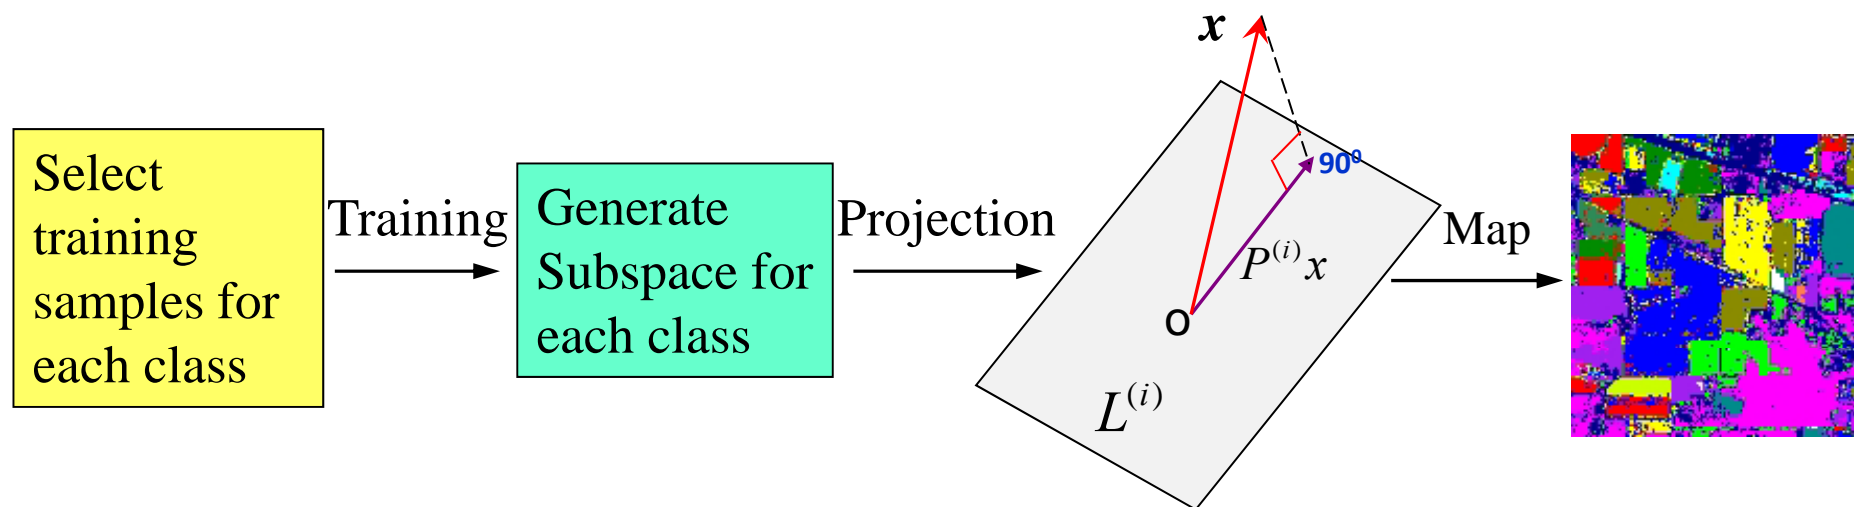 Select
training
samples for
each class
Training
Generate
Subspace for
each class
Projection
x
90⁰
P⁽ⁱ⁾x
O
L⁽ⁱ⁾
Map